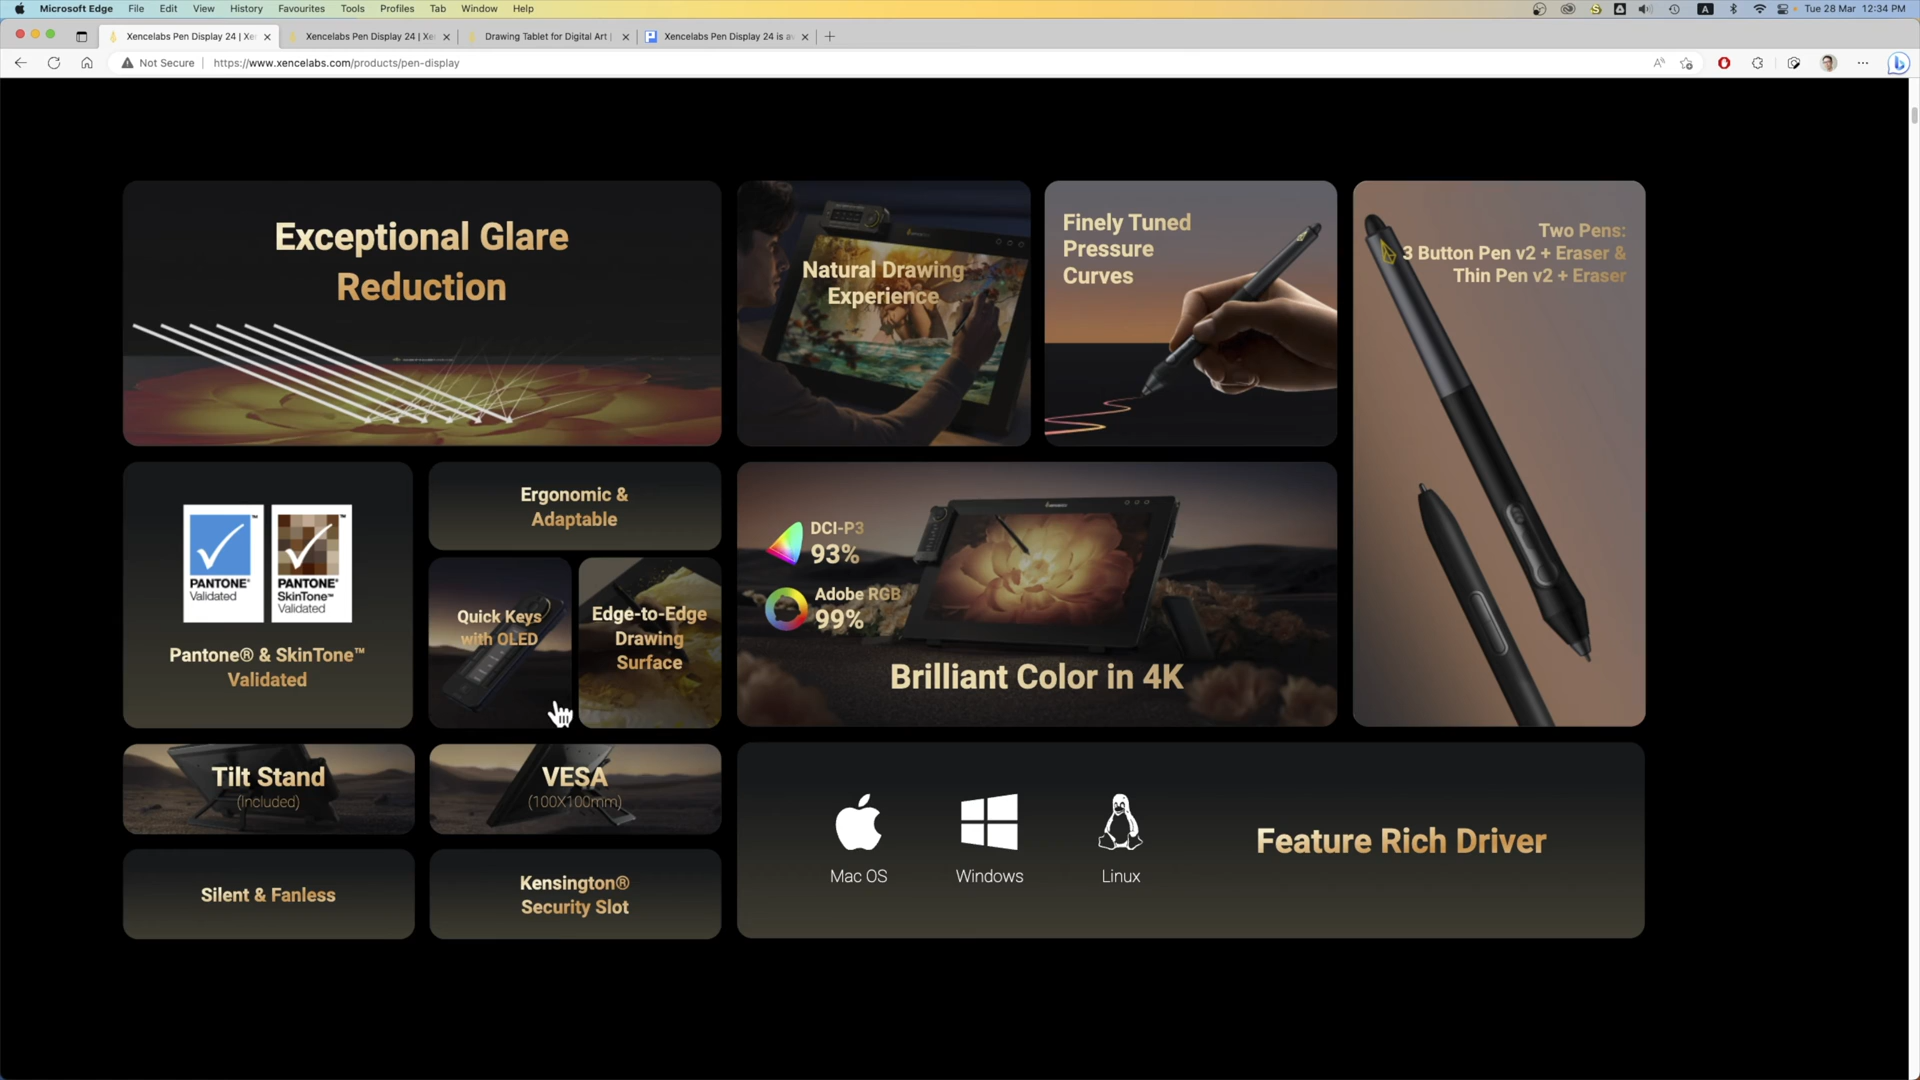 Microsoft Edge File Edit View History Favourites Tools Profiles Tab Window Help
A Tue 28 Mar 12:34 PM
Xencelabs Pen Display 24 | Xe
Xencelabs Pen Display 24 | Xe
Drawing Tablet for Digital Art |
Xencelabs Pen Display 24 is a
Not Secure
https://www.xencelabs.com/products/pen-display
Exceptional Glare
Reduction
Natural Drawing
Experience
Finely Tuned
Pressure
Curves
Two Pens:
3 Button Pen v2 + Eraser &
Thin Pen v2 + Eraser
PANTONE®
Validated
PANTONE®
SkinTone™
Validated
Pantone® & SkinTone™
Validated
Ergonomic &
Adaptable
Quick Keys
with OLED
Edge-to-Edge
Drawing
Surface
DCI-P3
93%
Adobe RGB
99%
Brilliant Color in 4K
Tilt Stand
(Included)
VESA
(100X100mm)
Silent & Fanless
Kensington®
Security Slot
Mac OS
Windows
Linux
Feature Rich Driver